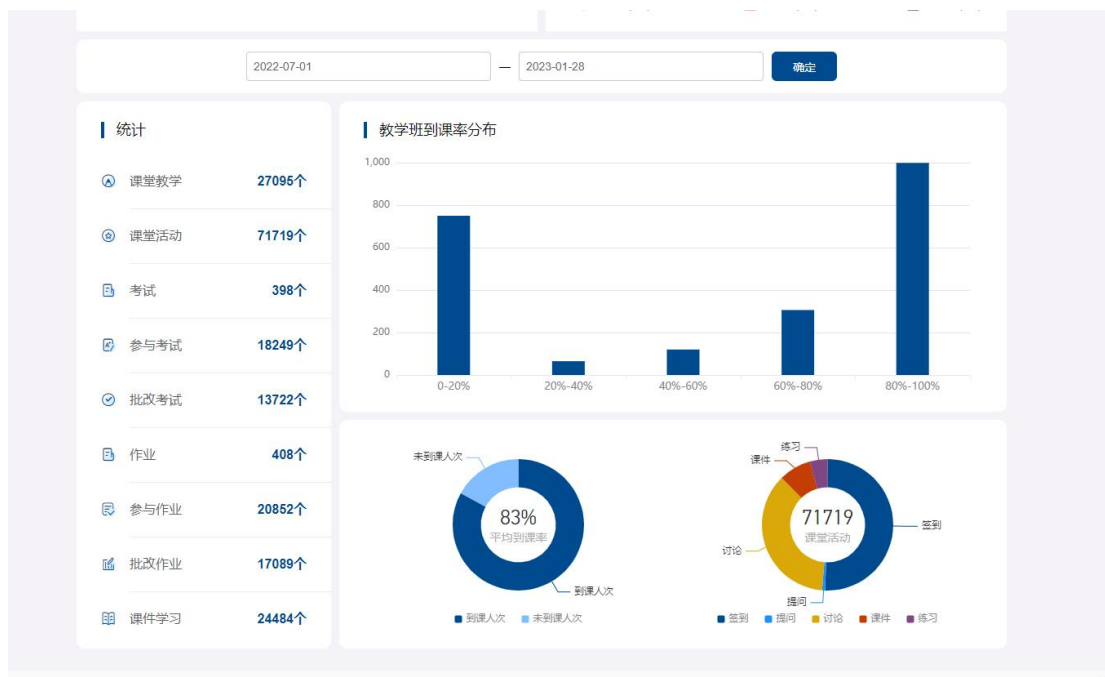 2022-07-01 — 2023-01-28 确定
统计
课堂教学 27095个
课堂活动 71719个
考试 398个
参与考试 18249个
批改考试 13722个
作业 408个
参与作业 20852个
批改作业 17089个
课件学习 24484个
教学班到课率分布
1,000
800
600
400
200
0
0-20% 20%-40% 40%-60% 60%-80% 80%-100%
未到课人次
83%
平均到课率
到课人次
到课人次 未到课人次
练习
课件
71719
课堂活动
签到
讨论
提问
签到 提问 讨论 课件 练习